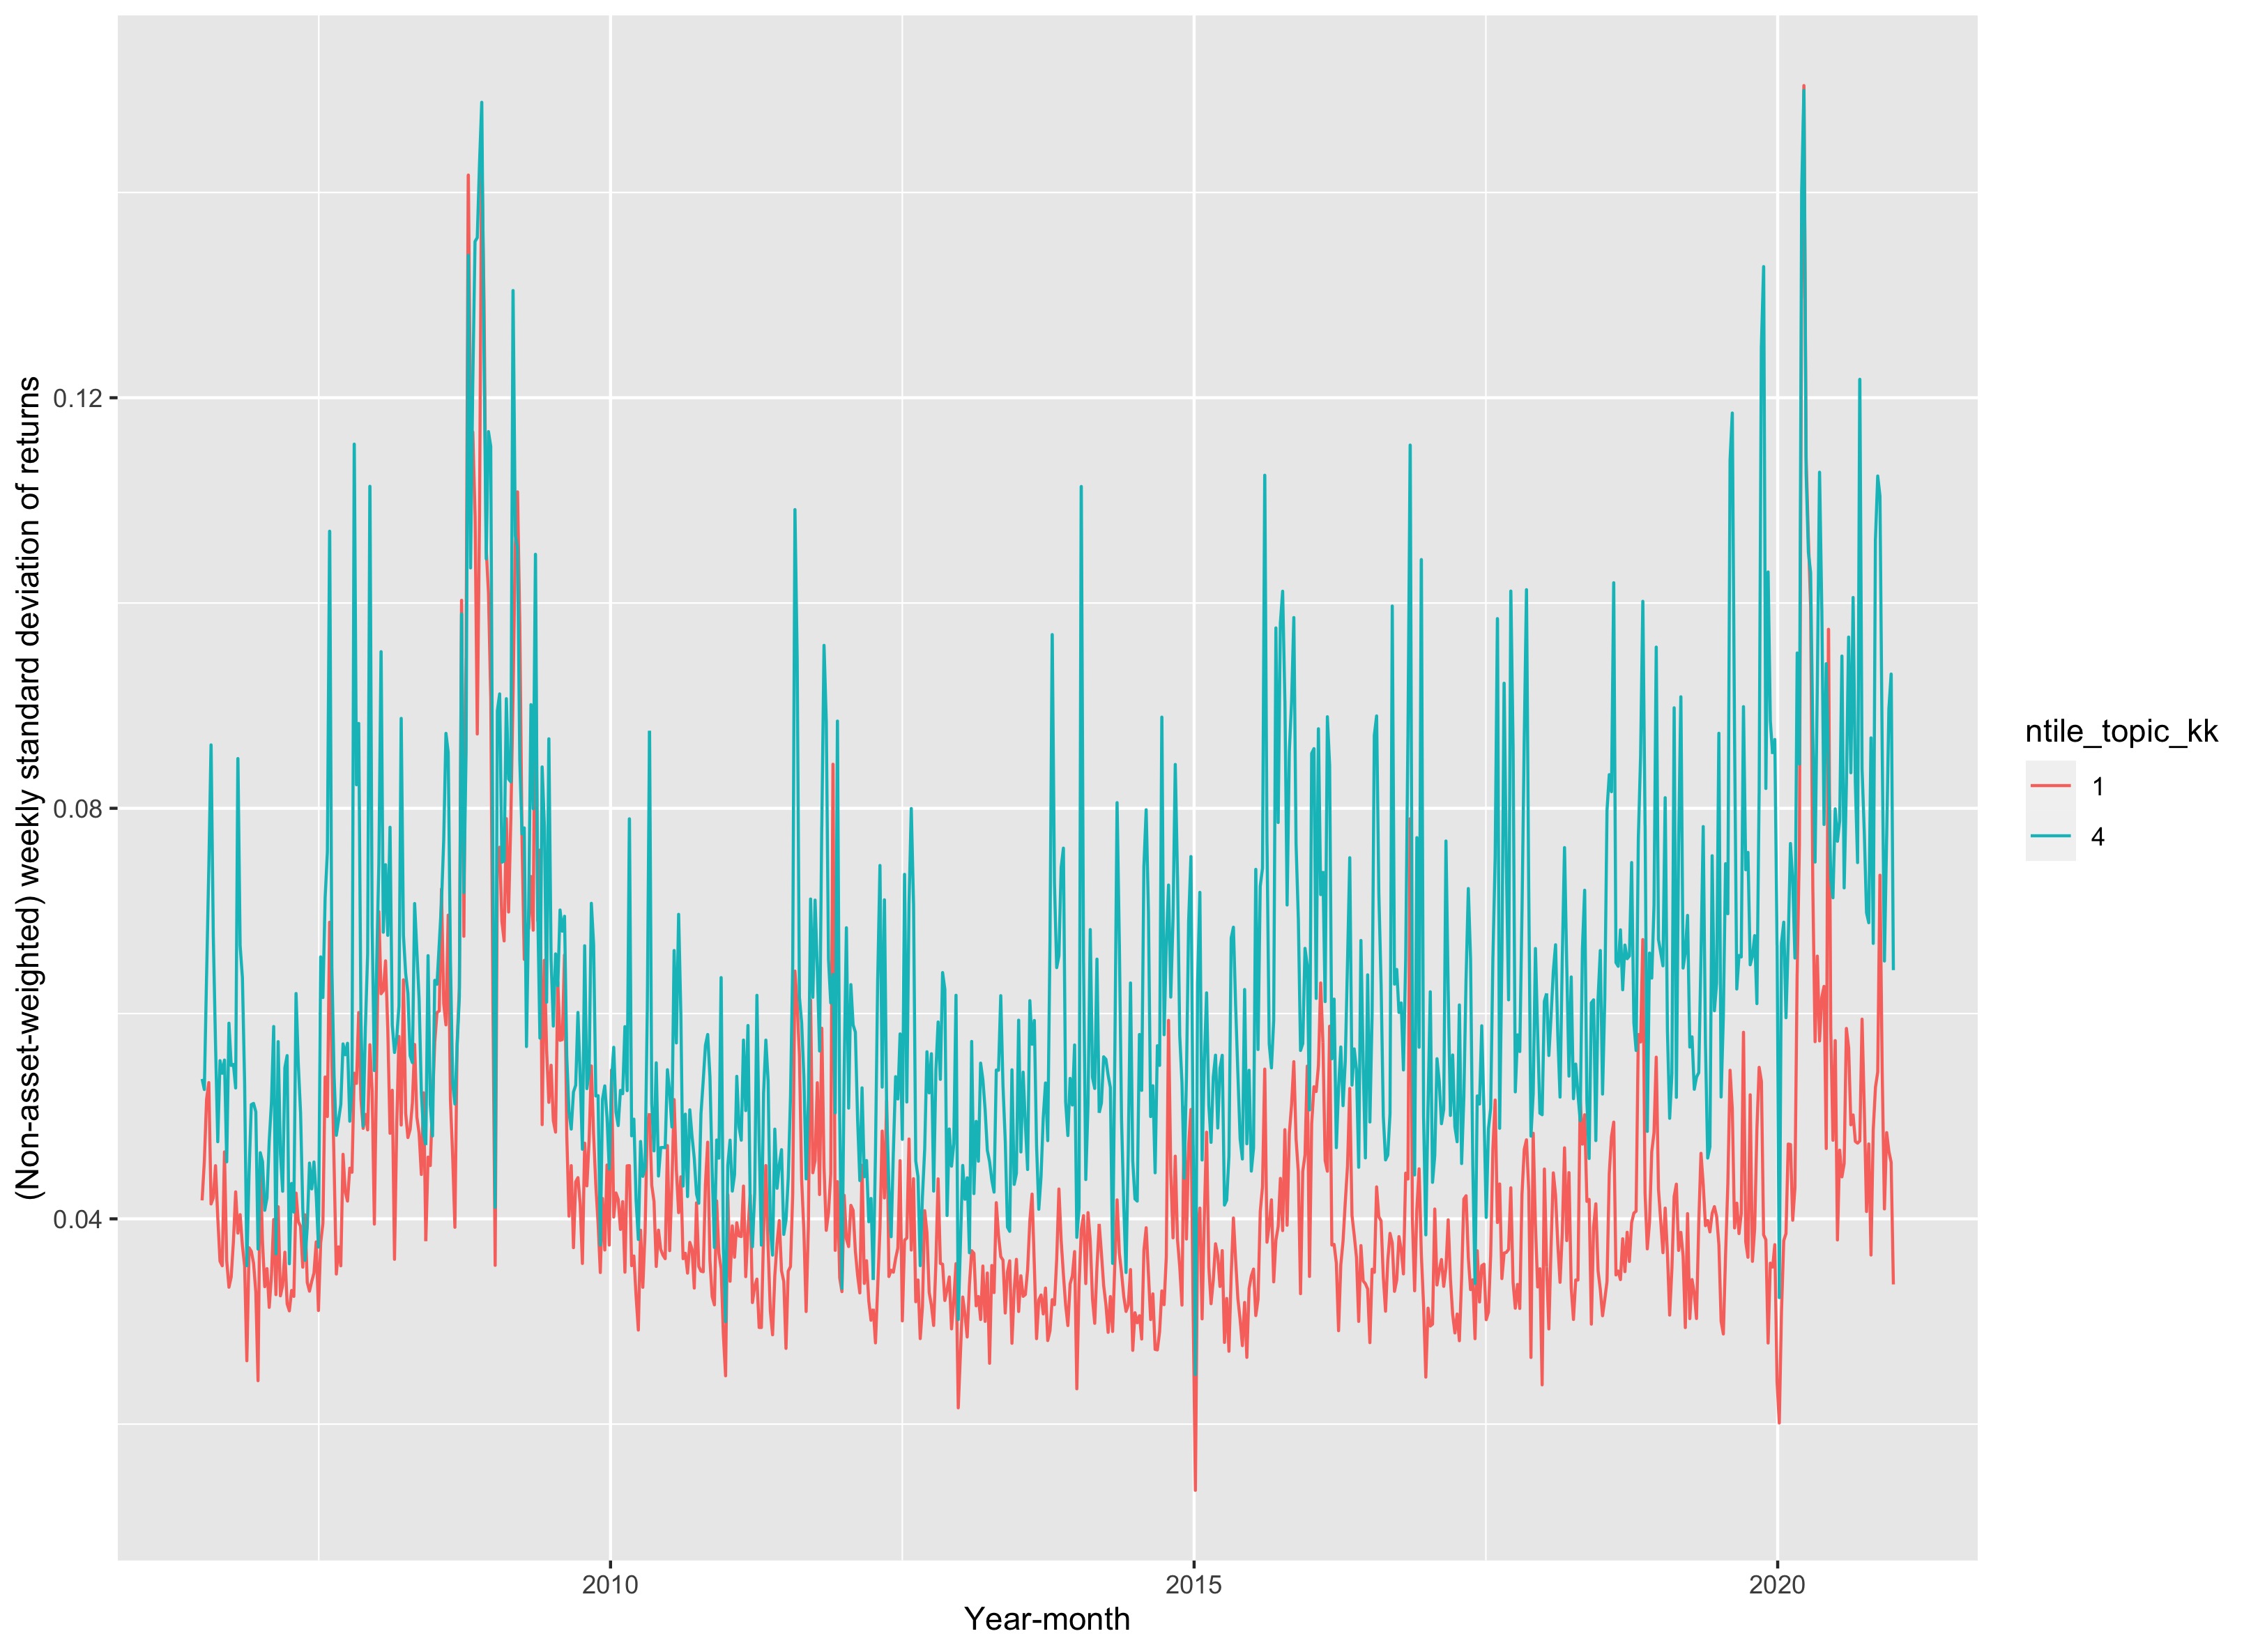 (Non-asset-weighted) weekly standard deviation of returns
0.12
0.08
0.04
2010
2015
2020
Year-month
ntile_topic_kk
1
4